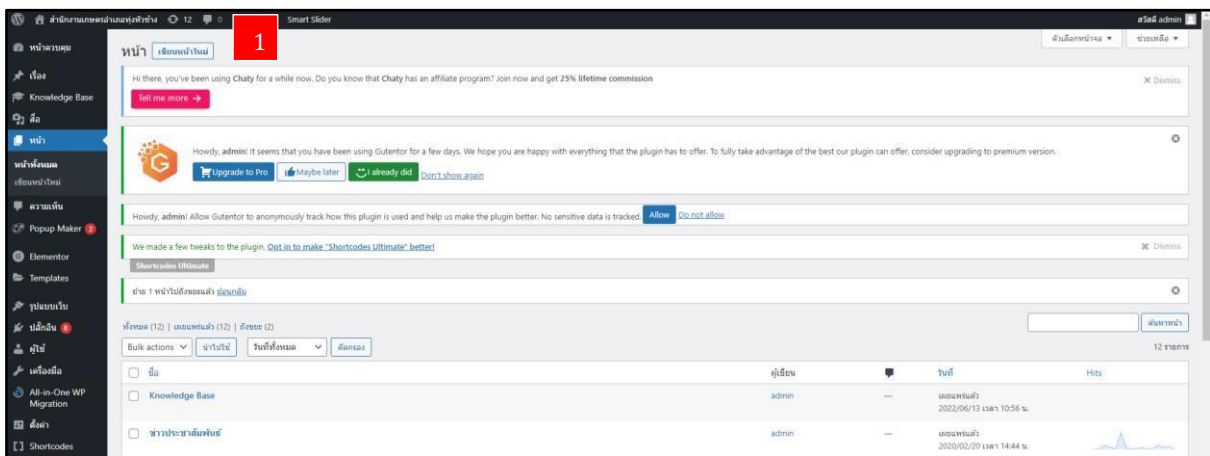 สำนักงานเกษตรอำเภอทุ่งหัวช้าง 12 0 Smart Slider สวัสดี admin
1
หน้าควบคุม
เรื่อง
Knowledge Base
สื่อ
หน้า
หน้าทั้งหมด
เขียนหน้าใหม่
ความเห็น
Popup Maker 2
Elementor
Templates
รูปแบบเว็บ
ปลั๊กอิน 8
ผู้ใช้
เครื่องมือ
All-in-One WP
Migration
ตั้งค่า
[ ] Shortcodes
ตัวเลือกหน้าจอ ช่วยเหลือ
หน้า เขียนหน้าใหม่
Hi there, you've been using Chaty for a while now. Do you know that Chaty has an affiliate program? Join now and get 25% lifetime commission
Dismiss
Tell me more →
Howdy, admin! It seems that you have been using Gutentor for a few days. We hope you are happy with everything that the plugin has to offer. To fully take advantage of the best our plugin can offer, consider upgrading to premium version.
Upgrade to Pro Maybe later I already did Don't show again
Howdy, admin! Allow Gutentor to anonymously track how this plugin is used and help us make the plugin better. No sensitive data is tracked. Allow Do not allow
We made a few tweaks to the plugin, Opt in to make "Shortcodes Ultimate" better! Dismiss
Shortcodes Ultimate
ย้าย 1 หน้าไปถังขยะแล้ว ย้อนกลับ
ทั้งหมด (12) | เผยแพร่แล้ว (12) | ถังขยะ (2) ค้นหาหน้า
Bulk actions นำไปใช้ วันที่ทั้งหมด คัดกรอง 12 รายการ
ชื่อ ผู้เขียน วันที่ Hits
Knowledge Base admin — เผยแพร่แล้ว
2022/06/13 เวลา 10:56 น.
ข่าวประชาสัมพันธ์ admin — เผยแพร่แล้ว
2020/02/20 เวลา 14:44 น.